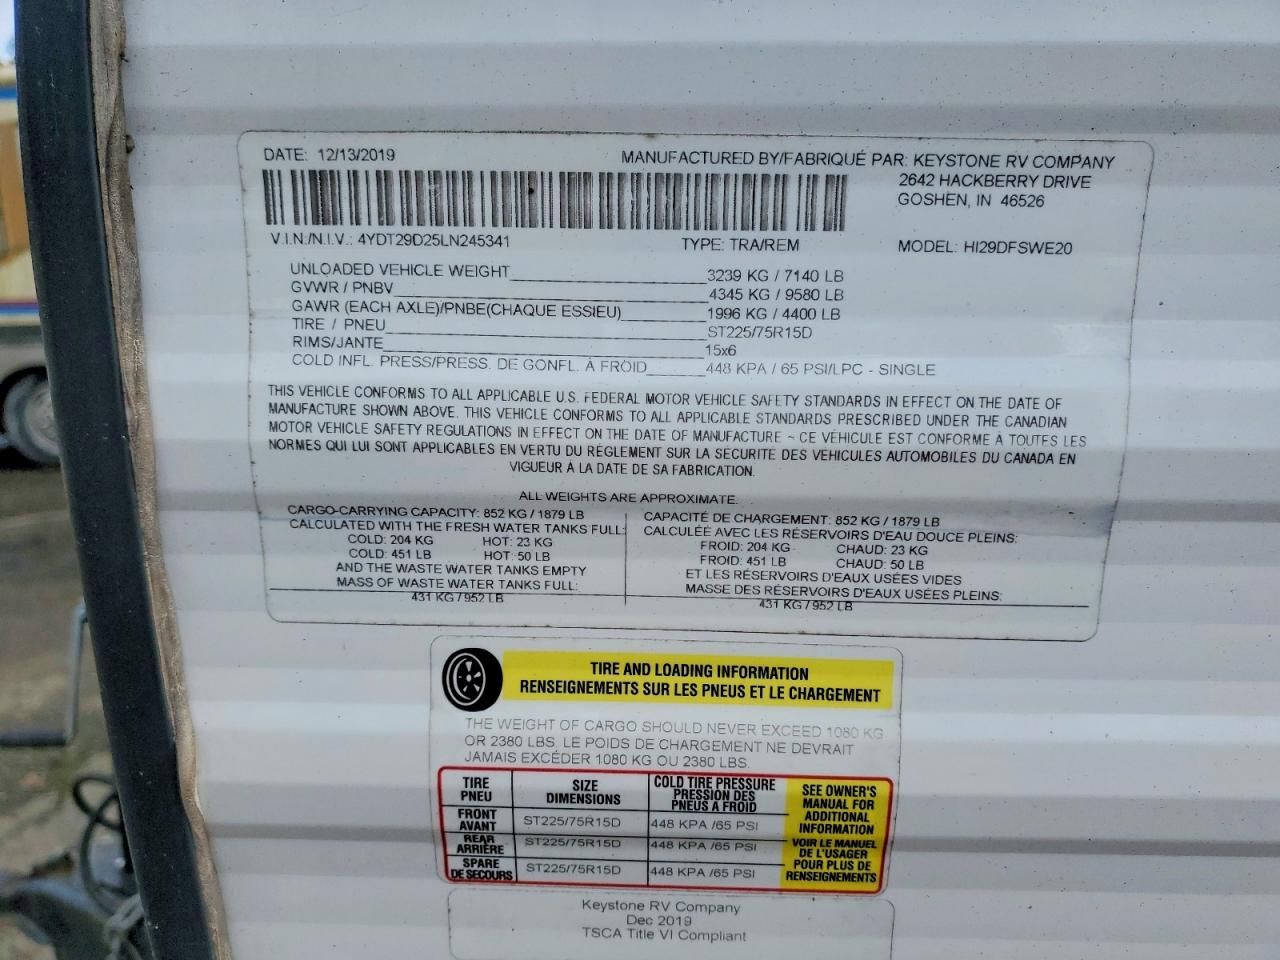 DATE: 12/13/2019 MANUFACTURED BY/FABRIQUÉ PAR: KEYSTONE RV COMPANY
2642 HACKBERRY DRIVE
GOSHEN, IN 46526
V.I.N./N.I.V.: 4YDT29D25LN245341 TYPE: TRA/REM MODEL: HI29DFSWE20
UNLOADED VEHICLE WEIGHT 3239 KG / 7140 LB
GVWR / PNBV 4345 KG / 9580 LB
GAWR (EACH AXLE)/PNBE(CHAQUE ESSIEU) 1996 KG / 4400 LB
TIRE / PNEU ST225/75R15D
RIMS/JANTE 15x6
COLD INFL. PRESS/PRESS. DE GONFL. À FROID 448 KPA / 65 PSI/LPC - SINGLE
THIS VEHICLE CONFORMS TO ALL APPLICABLE U.S. FEDERAL MOTOR VEHICLE SAFETY STANDARDS IN EFFECT ON THE DATE OF
MANUFACTURE SHOWN ABOVE. THIS VEHICLE CONFORMS TO ALL APPLICABLE STANDARDS PRESCRIBED UNDER THE CANADIAN
MOTOR VEHICLE SAFETY REGULATIONS IN EFFECT ON THE DATE OF MANUFACTURE ~ CE VÉHICULE EST CONFORME À TOUTES LES
NORMES QUI LUI SONT APPLICABLES EN VERTU DU RÉGLEMENT SUR LA SÉCURITÉ DES VÉHICULES AUTOMOBILES DU CANADA EN
VIGUEUR À LA DATE DE SA FABRICATION.
ALL WEIGHTS ARE APPROXIMATE.
CARGO-CARRYING CAPACITY: 852 KG / 1879 LB
CALCULATED WITH THE FRESH WATER TANKS FULL:
COLD: 204 KG HOT: 23 KG
COLD: 451 LB HOT: 50 LB
AND THE WASTE WATER TANKS EMPTY
MASS OF WASTE WATER TANKS FULL:
431 KG / 952 LB
CAPACITÉ DE CHARGEMENT: 852 KG / 1879 LB
CALCULÉE AVEC LES RÉSERVOIRS D'EAU DOUCE PLEINS:
FROID: 204 KG CHAUD: 23 KG
FROID: 451 LB CHAUD: 50 LB
ET LES RÉSERVOIRS D'EAUX USÉES VIDES
MASSE DES RÉSERVOIRS D'EAUX USÉES PLEINS:
431 KG / 952 LB
TIRE AND LOADING INFORMATION
RENSEIGNEMENTS SUR LES PNEUS ET LE CHARGEMENT
THE WEIGHT OF CARGO SHOULD NEVER EXCEED 1080 KG
OR 2380 LBS. LE POIDS DE CHARGEMENT NE DEVRAIT
JAMAIS EXCÉDER 1080 KG OU 2380 LBS.
TIRE
PNEU
SIZE
DIMENSIONS
COLD TIRE PRESSURE
PRESSION DES
PNEUS A FROID
FRONT
AVANT
ST225/75R15D
448 KPA /65 PSI
REAR
ARRIÈRE
ST225/75R15D
448 KPA /65 PSI
SPARE
DE SECOURS
ST225/75R15D
448 KPA /65 PSI
SEE OWNER'S
MANUAL FOR
ADDITIONAL
INFORMATION
VOIR LE MANUEL
DE L'USAGER
POUR PLUS DE
RENSEIGNEMENTS
Keystone RV Company
Dec 2019
TSCA Title VI Compliant